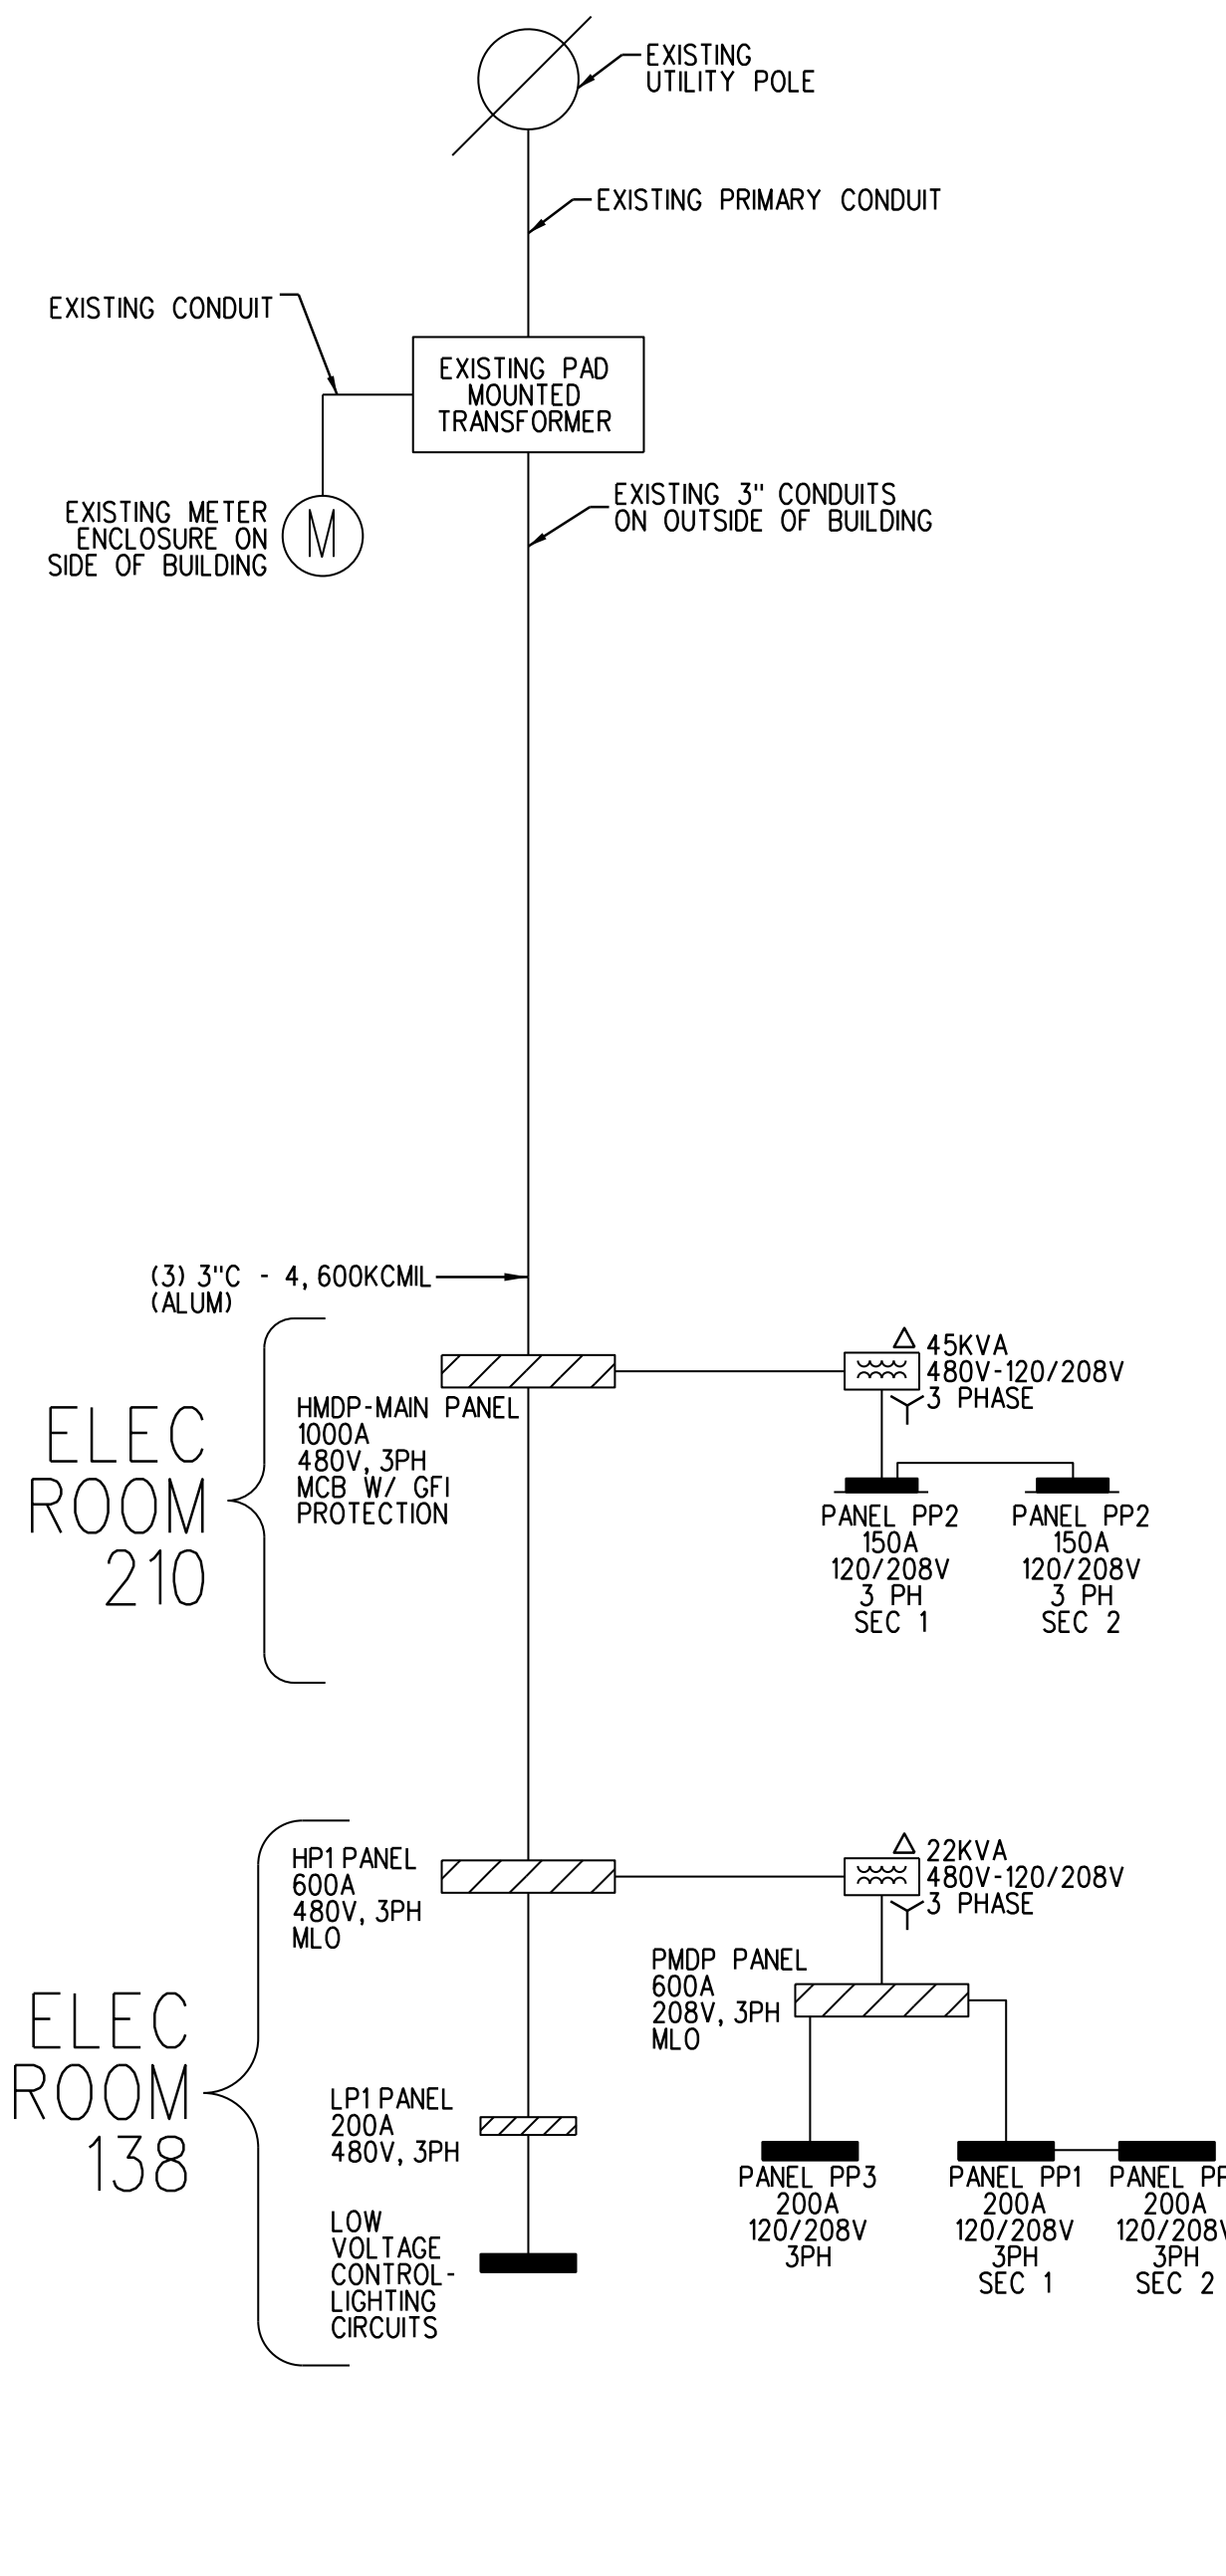 EXISTING
UTILITY POLE
EXISTING PRIMARY CONDUIT
EXISTING CONDUIT
EXISTING PAD
MOUNTED
TRANSFORMER
EXISTING 3" CONDUITS
ON OUTSIDE OF BUILDING
EXISTING METER
ENCLOSURE ON
SIDE OF BUILDING
M
(3) 3"C - 4, 600KCMIL
(ALUM)
ELEC
ROOM
210
HMDP-MAIN PANEL
1000A
480V, 3PH
MCB W/ GFI
PROTECTION
45KVA
480V-120/208V
3 PHASE
PANEL PP2
150A
120/208V
3 PH
SEC 1
PANEL PP2
150A
120/208V
3 PH
SEC 2
ELEC
ROOM
138
HP1 PANEL
600A
480V, 3PH
MLO
22KVA
480V-120/208V
3 PHASE
PMDP PANEL
600A
208V, 3PH
MLO
LP1 PANEL
200A
480V, 3PH
LOW
VOLTAGE
CONTROL-
LIGHTING
CIRCUITS
PANEL PP3
200A
120/208V
3PH
PANEL PP1
200A
120/208V
3PH
SEC 1
PANEL
200A
120/208V
3PH
SEC 2